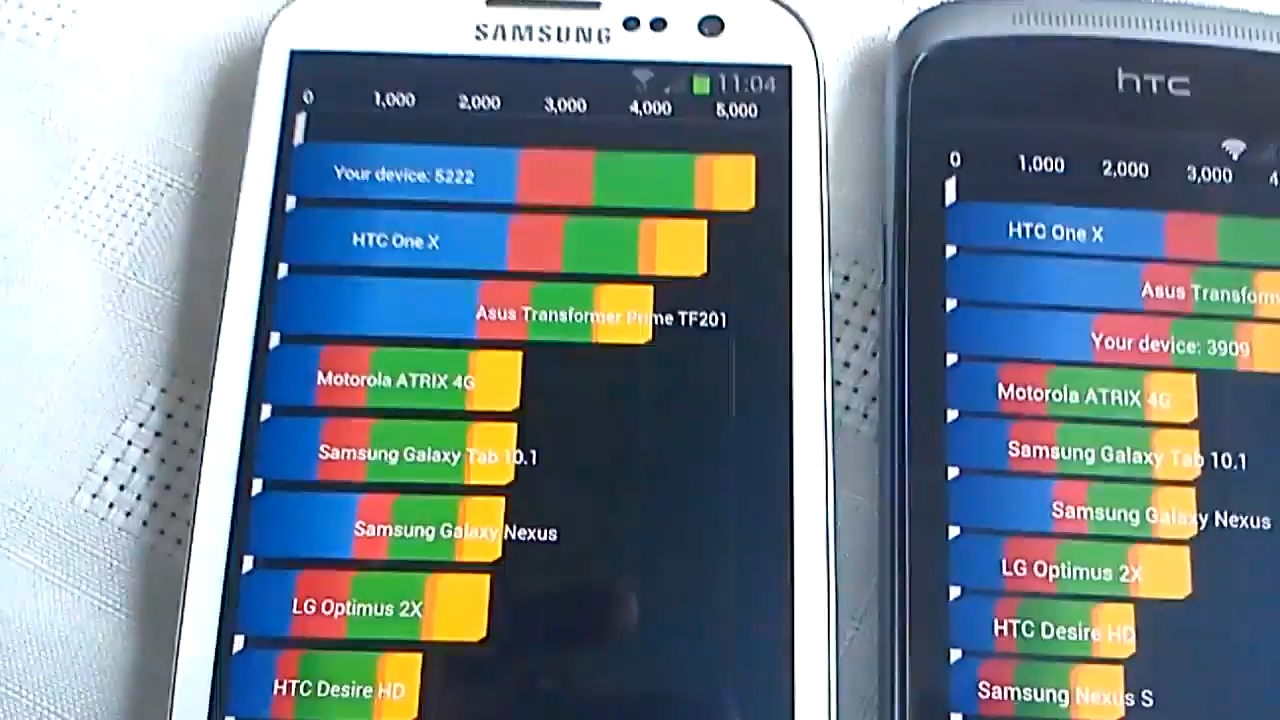 SAMSUNG
11:04
0 1,000 2,000 3,000 4,000 5,000
Your device: 5222
HTC One X
Asus Transformer Prime TF201
Motorola ATRIX 4G
Samsung Galaxy Tab 10.1
Samsung Galaxy Nexus
LG Optimus 2X
HTC Desire HD
hTC
0 1,000 2,000 3,000 4
HTC One X
Asus Transform
Your device: 3909
Motorola ATRIX 4G
Samsung Galaxy Tab 10.1
Samsung Galaxy Nexus
LG Optimus 2X
HTC Desire HD
Samsung Nexus S